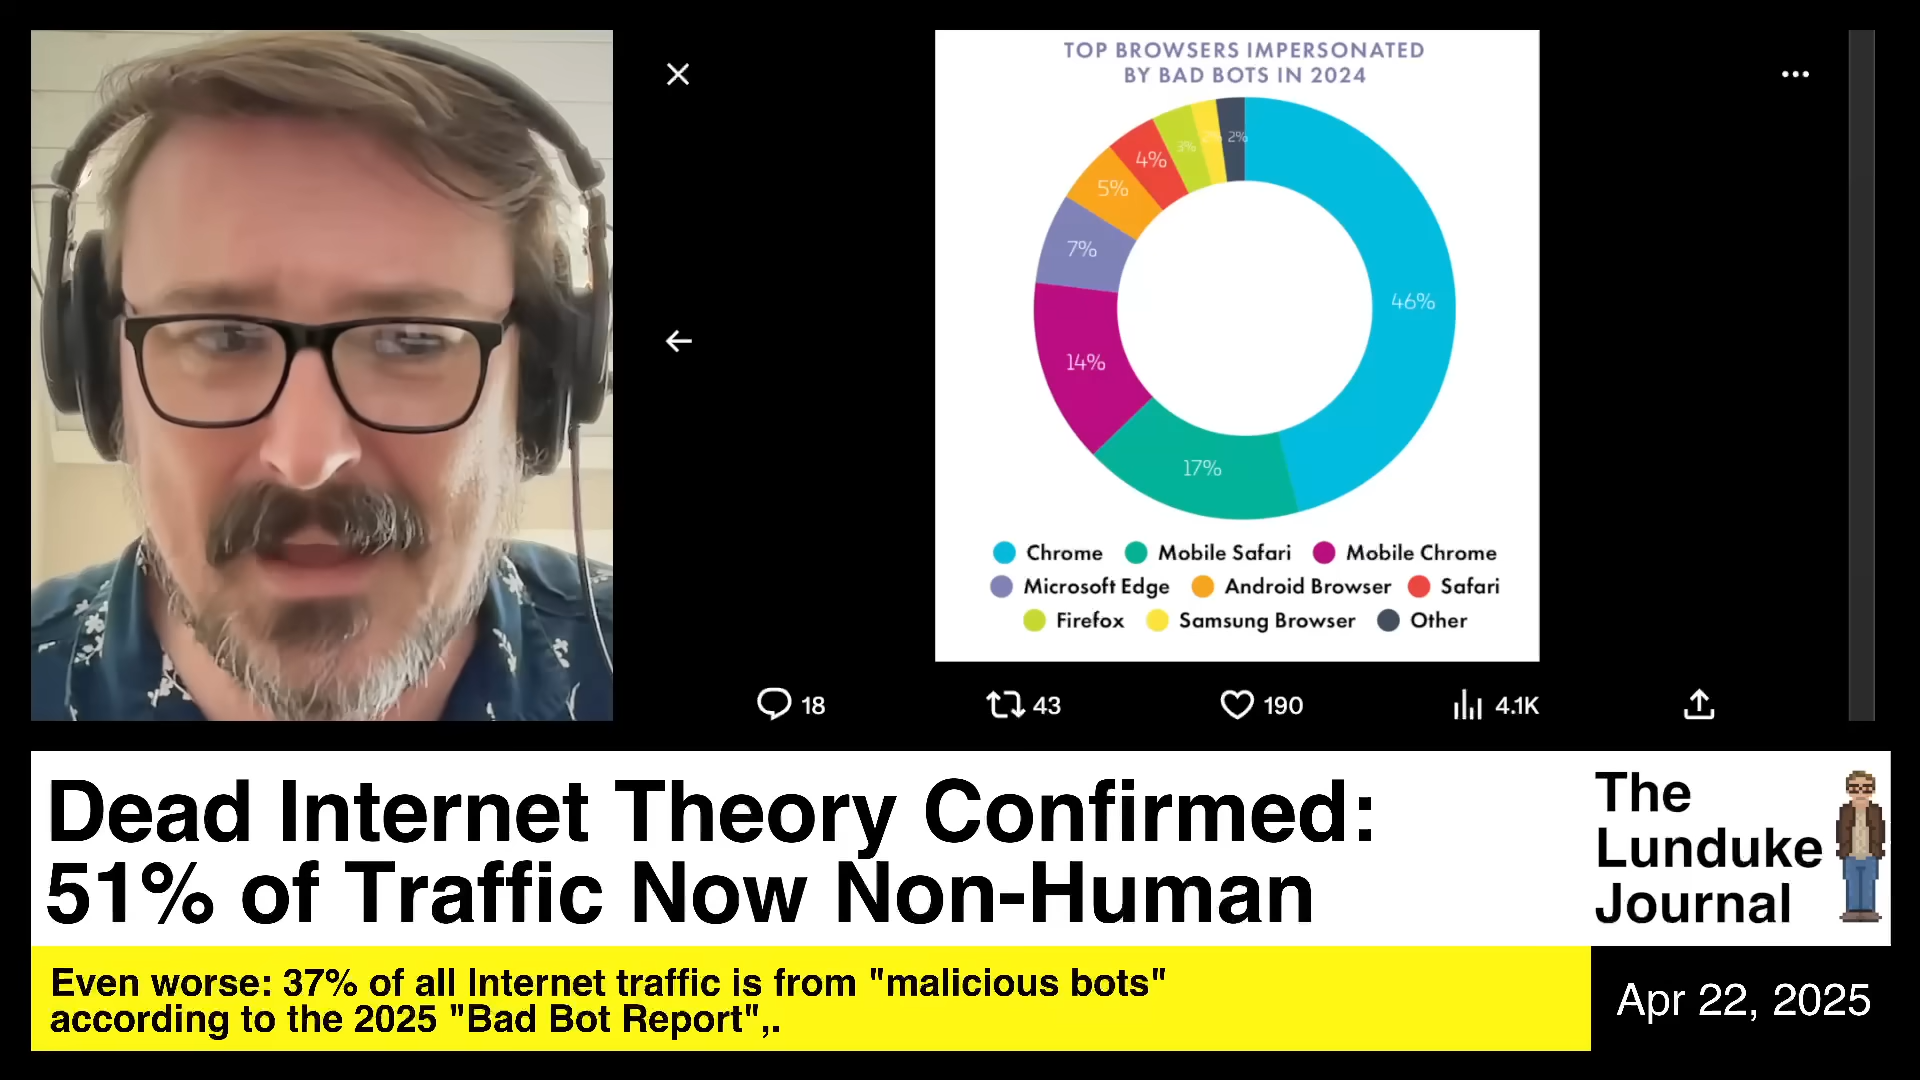 TOP BROWSERS IMPERSONATED
BY BAD BOTS IN 2024
46%
17%
14%
7%
5%
4%
3%
2%
Chrome Mobile Safari Mobile Chrome
Microsoft Edge Android Browser Safari
Firefox Samsung Browser Other
18 43 190 4.1K
Dead Internet Theory Confirmed:
51% of Traffic Now Non-Human
The
Lunduke
Journal
Even worse: 37% of all Internet traffic is from "malicious bots"
according to the 2025 "Bad Bot Report",.
Apr 22, 2025